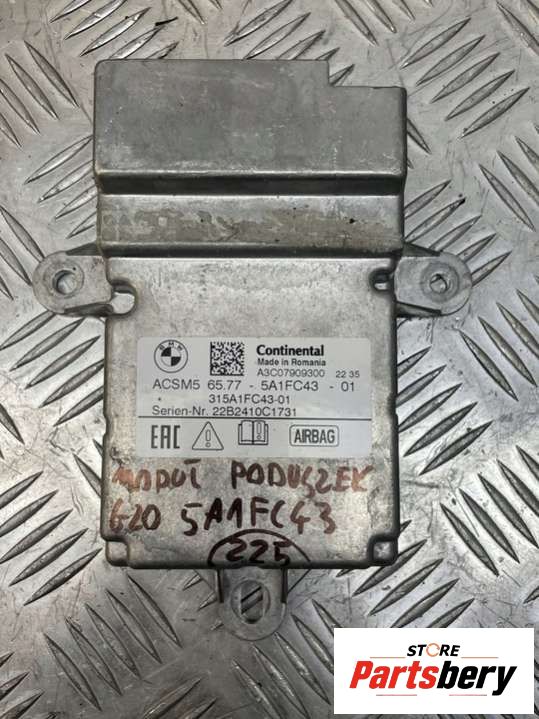 BMW
Continental
Made in Romania
A3C07909300 22 35
ACSM5 65.77 - 5A1FC43 - 01
315A1FC43-01
Serien-Nr. 22B2410C1731
EAC
AIRBAG
MODUŁ PODUSZEK
G20 5A1FC43
225
STORE
Partsbery